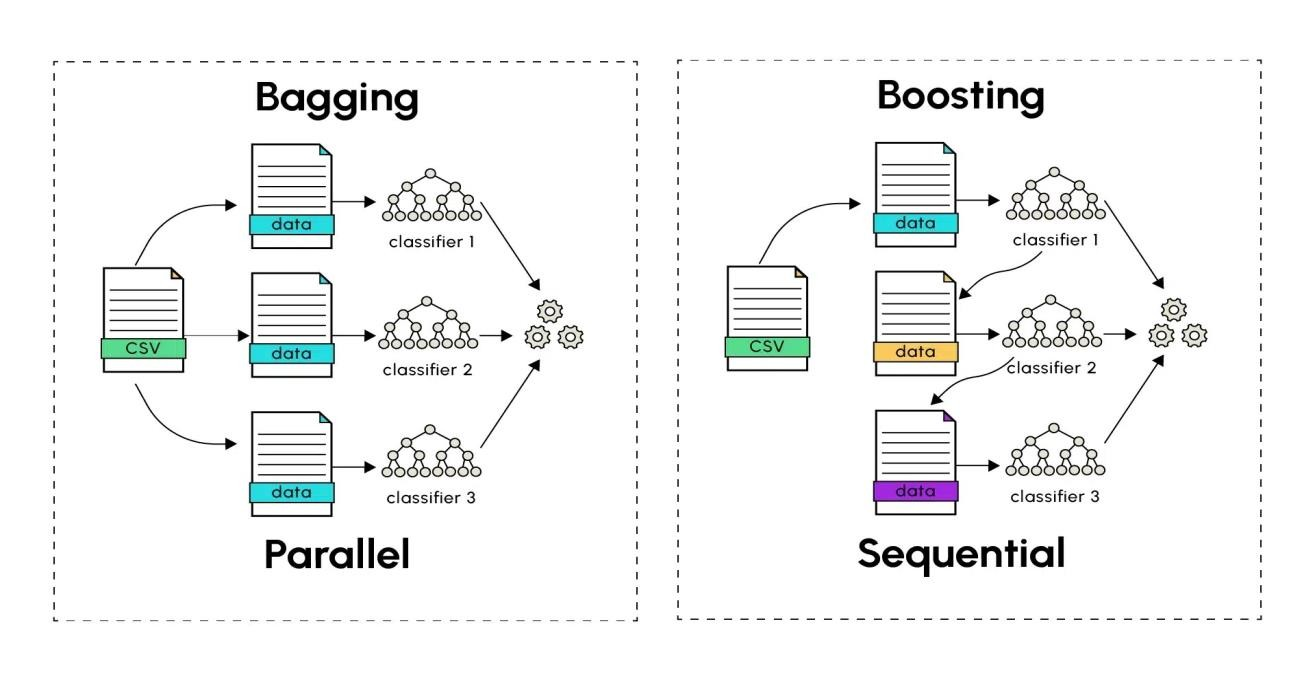 Bagging
data
classifier 1
CSV
data
classifier 2
data
classifier 3
Parallel
Boosting
data
classifier 1
CSV
data
classifier 2
data
classifier 3
Sequential